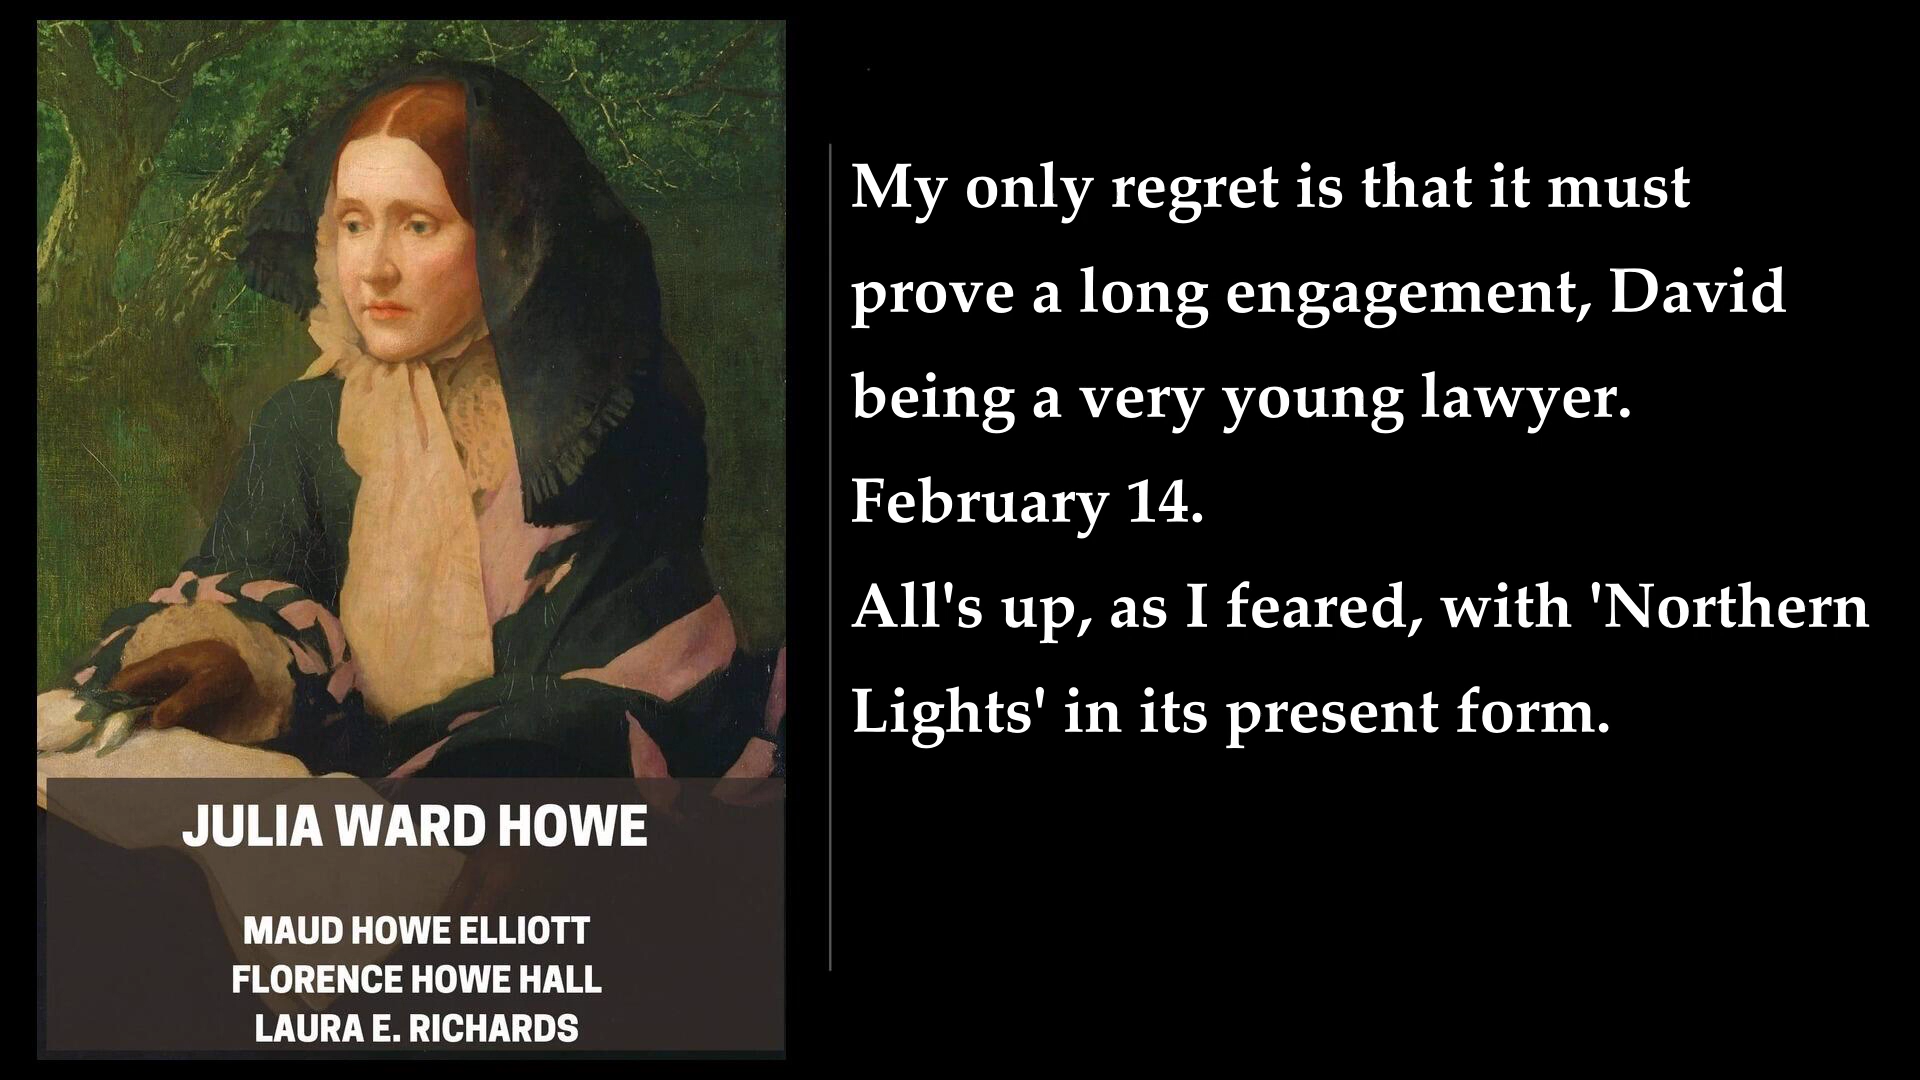 My only regret is that it must
prove a long engagement, David
being a very young lawyer.
February 14.
All's up, as I feared, with 'Northern
Lights' in its present form.
JULIA WARD HOWE
MAUD HOWE ELLIOTT
FLORENCE HOWE HALL
LAURA E. RICHARDS